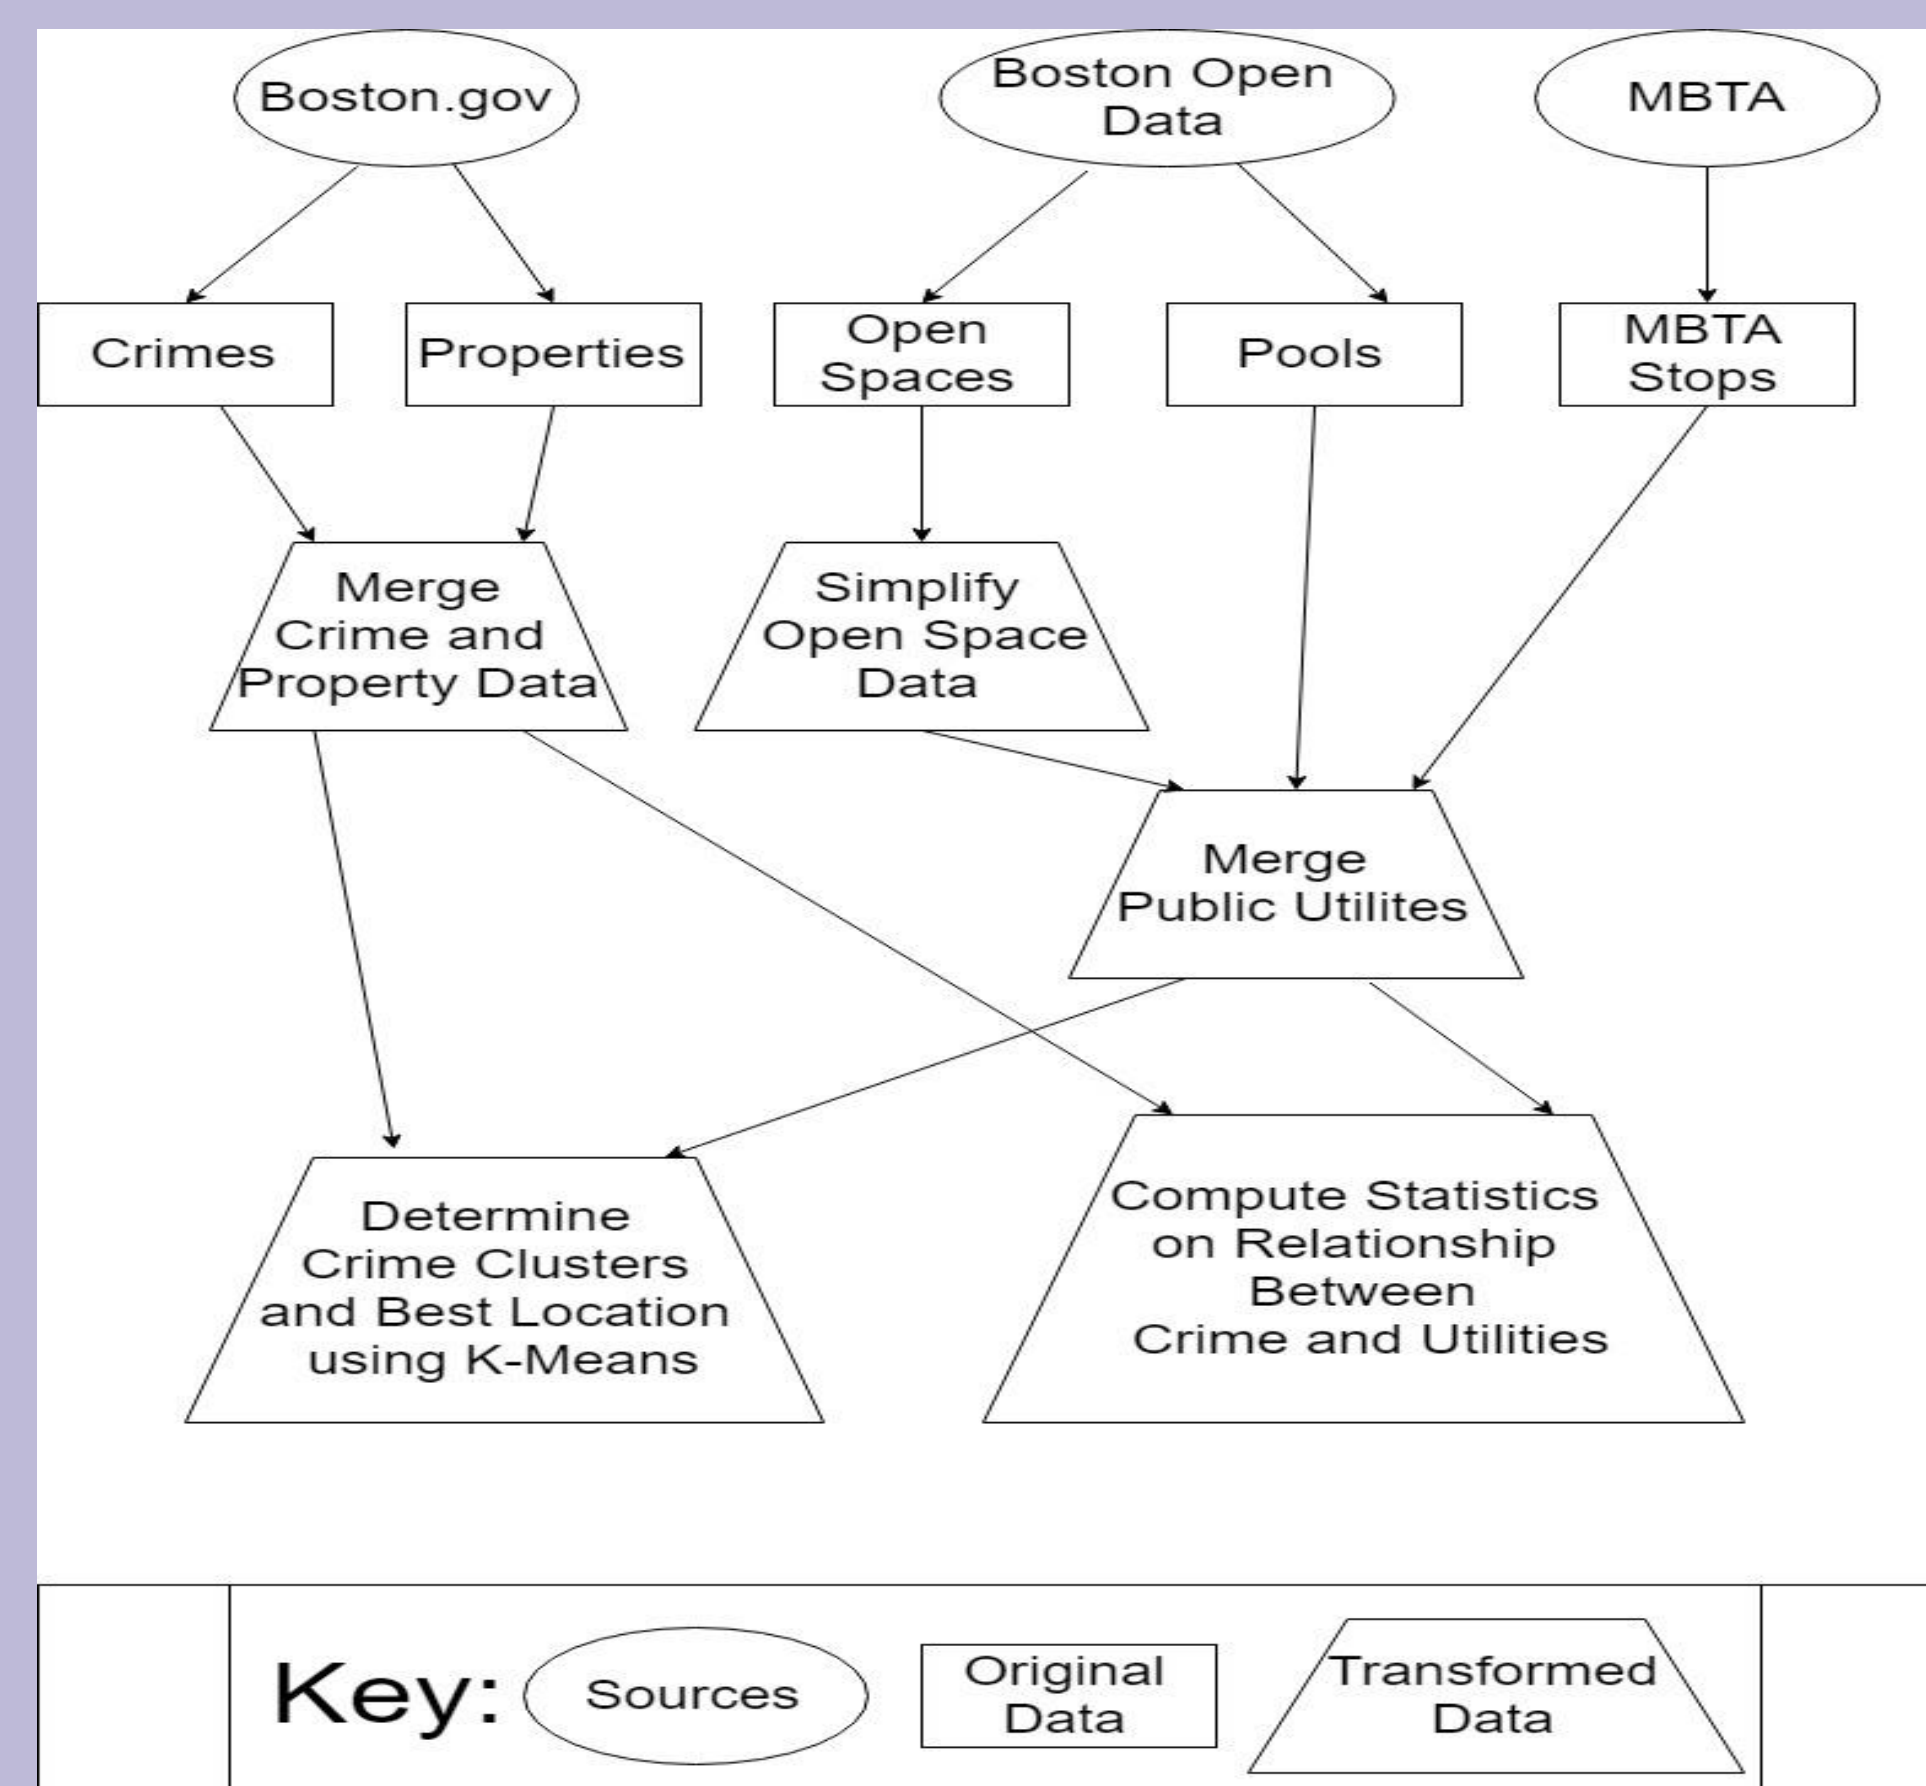 Boston.gov
Boston Open
Data
MBTA
Crimes
Properties
Open
Spaces
Pools
MBTA
Stops
Merge
Crime and
Property Data
Simplify
Open Space
Data
Merge
Public Utilites
Determine
Crime Clusters
and Best Location
using K-Means
Compute Statistics
on Relationship
Between
Crime and Utilities
Key:
Sources
Original
Data
Transformed
Data